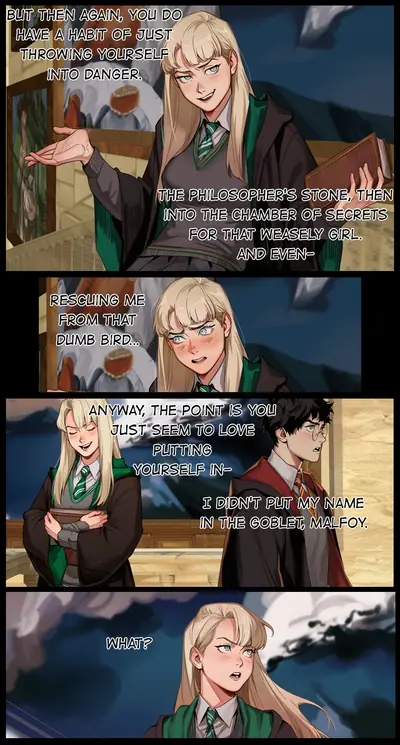 BUT THEN AGAIN, YOU DO
HAVE A HABIT OF JUST
THROWING YOURSELF
INTO DANGER.
THE PHILOSOPHER'S STONE, THEN
INTO THE CHAMBER OF SECRETS
FOR THAT WEASELY GIRL.
AND EVEN-
RESCUING ME
FROM THAT
DUMB BIRD...
ANYWAY, THE POINT IS YOU
JUST SEEM TO LOVE
PUTTING
YOURSELF IN-
I DIDN'T PUT MY NAME
IN THE GOBLET, MALFOY.
WHAT?